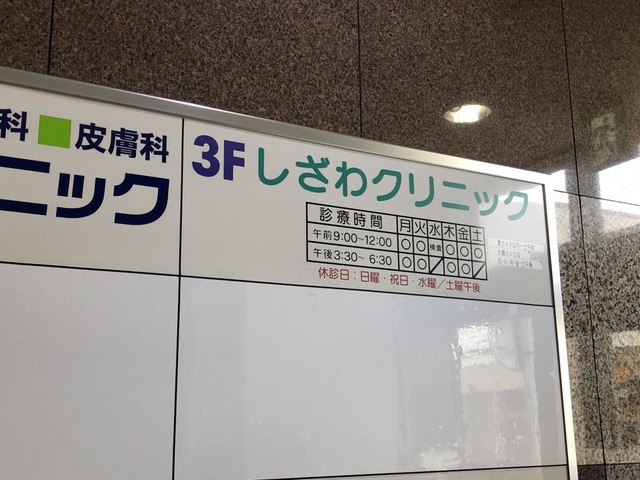 科 ■ 皮膚科
ニック
3F しざわクリニック
診療時間 月 火 水 木 金 土
午前 9:00~12:00 ○ ○ 検査 ○ ○ ○
午後 3:30~ 6:30 ○ ○ ／ ○ ○ ／
休診日：日曜・祝日・水曜／土曜午後